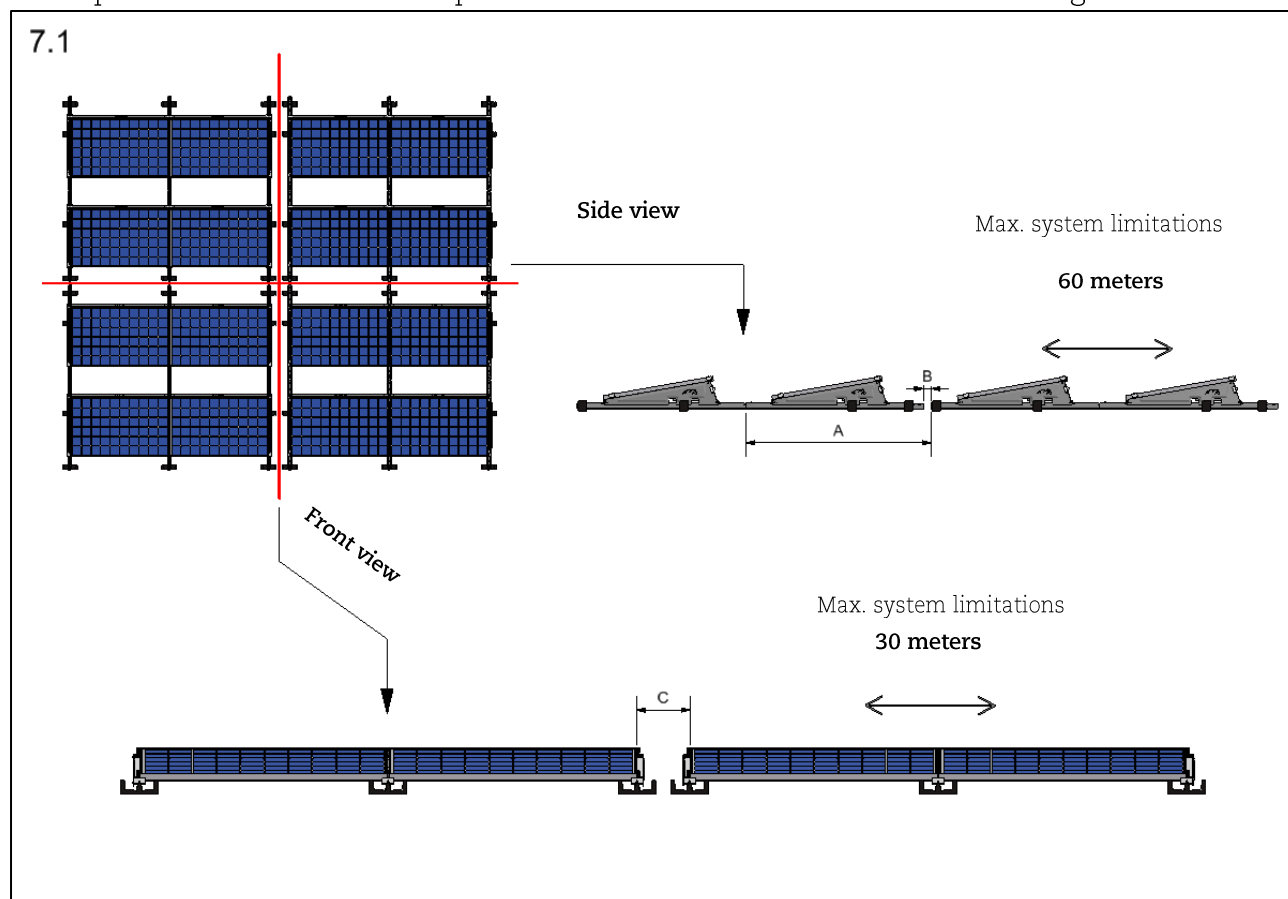 7.1
Side view
Max. system limitations
60 meters
B
A
Front view
Max. system limitations
30 meters
C